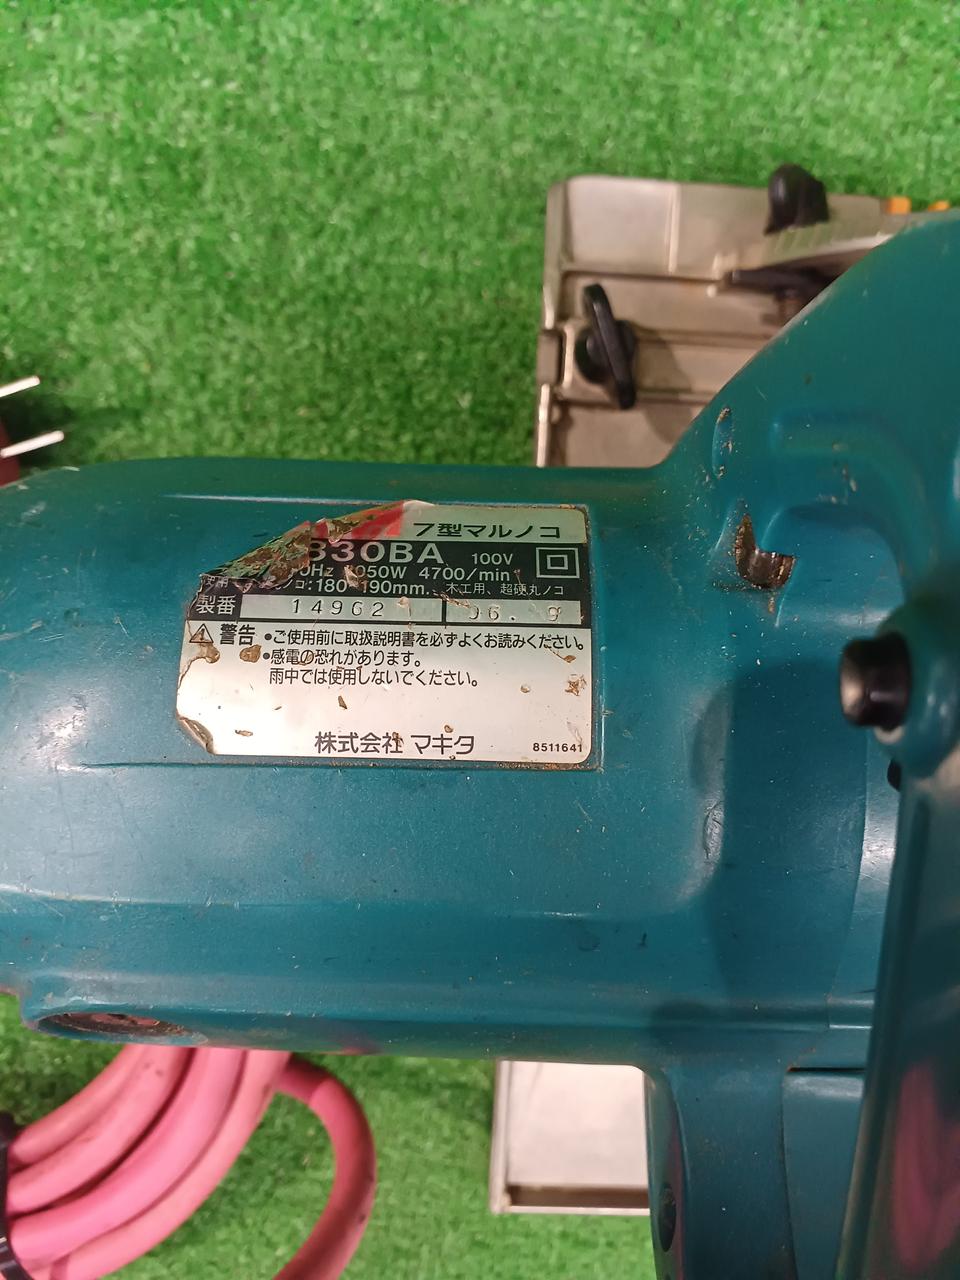 7型マルノコ
830BA 100V
0Hz 1050W 4700/min
ノコ:180~190mm. 木工用、超硬丸ノコ
製番 14962 96. 9
警告 •ご使用前に取扱説明書を必ずよくお読みください。
•感電の恐れがあります。
雨中では使用しないでください。
株式会社 マキタ
8511641